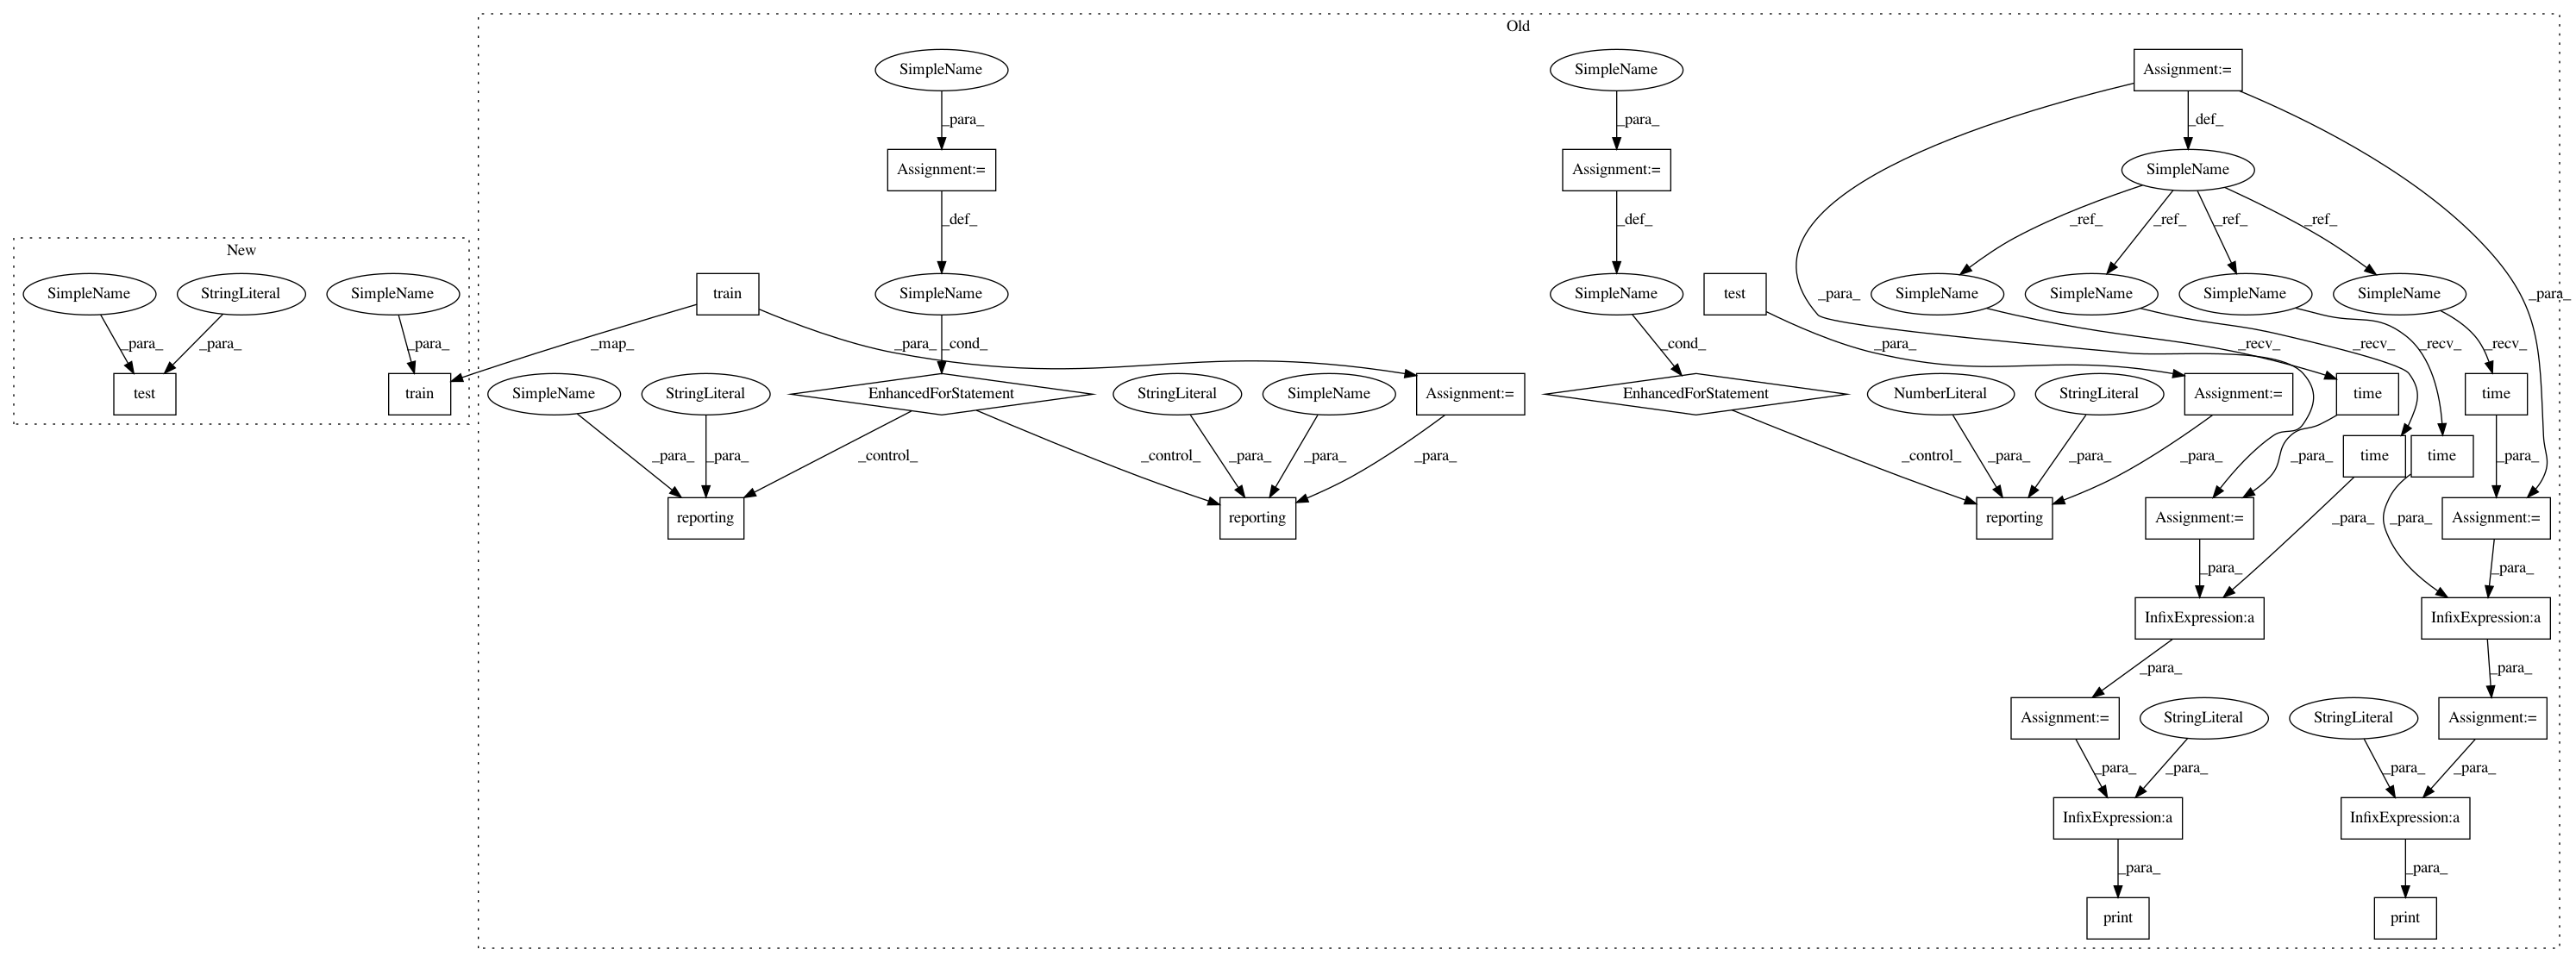 Old
SimpleName
SimpleName
Assignment:=
_para_
_para_
_def_
Assignment:=
Assignment:=
SimpleName
_def_
_def_
_ref_
_ref_
_ref_
_ref_
New
SimpleName
StringLiteral
SimpleName
train
SimpleName
SimpleName
test
SimpleName
SimpleName
SimpleName
SimpleName
_para_
_para_
_para_
_para_
_para_
_map_
_para_
_cond_
_cond_
_para_
_recv_
_recv_
_recv_
_recv_
test
train
SimpleName
StringLiteral
EnhancedForStatement
StringLiteral
SimpleName
Assignment:=
EnhancedForStatement
NumberLiteral
StringLiteral
Assignment:=
time
time
_para_
_para_
_control_
_control_
_para_
_para_
_para_
_control_
_para_
_para_
_para_
_para_
time
time
_para_
reporting
reporting
reporting
Assignment:=
_para_
_para_
Assignment:=
_para_
_para_
InfixExpression:a
InfixExpression:a
_para_
_para_
Assignment:=
StringLiteral
StringLiteral
Assignment:=
_para_
_para_
_para_
_para_
InfixExpression:a
InfixExpression:a
_para_
_para_
print
print